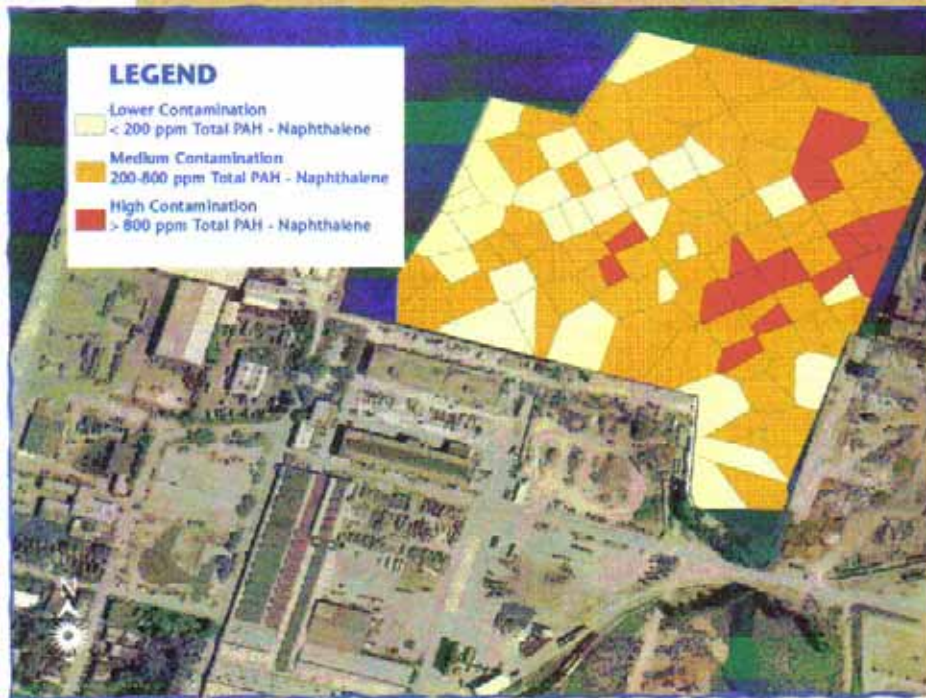 LEGEND
Lower Contamination
< 200 ppm Total PAH - Naphthalene
Medium Contamination
200-800 ppm Total PAH - Naphthalene
High Contamination
> 800 ppm Total PAH - Naphthalene
N